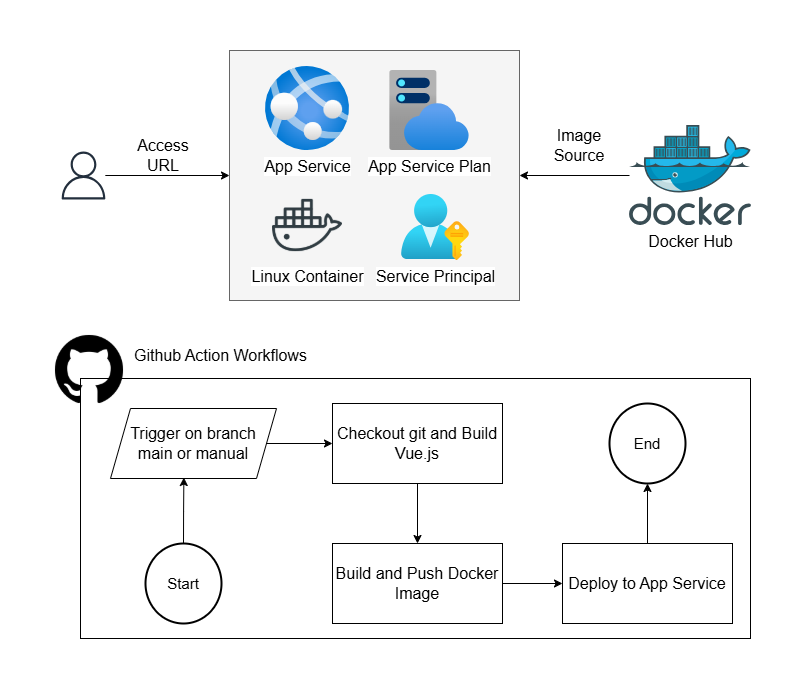 Access
URL
App Service
App Service Plan
Image
Source
docker
Docker Hub
Linux Container
Service Principal
Github Action Workflows
Trigger on branch
main or manual
Checkout git and Build
Vue.js
End
Start
Build and Push Docker
Image
Deploy to App Service